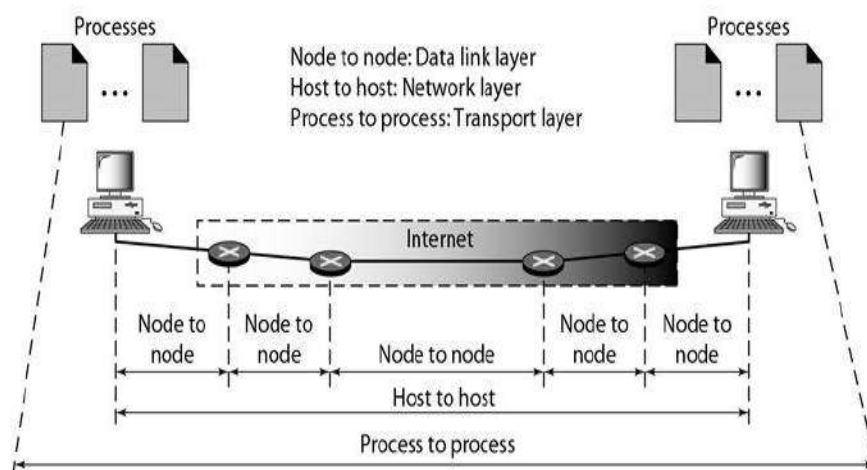 Processes
Processes
Node to node: Data link layer
Host to host: Network layer
Process to process: Transport layer
Internet
Node to
node
Node to
node
Node to node
Node to
node
Node to
node
Host to host
Process to process